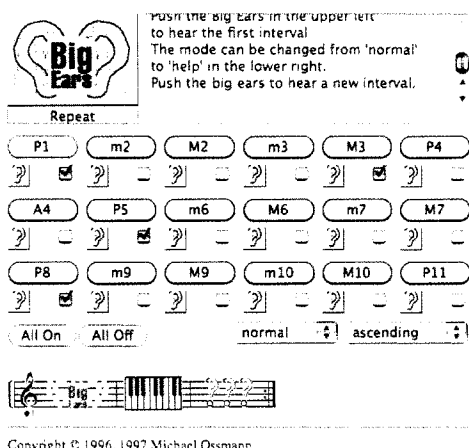 Push the Big Ears in the upper left
to hear the first interval
The mode can be changed from 'normal'
to 'help' in the lower right.
Push the big ears to hear a new interval.
Big
Ears
Repeat
P1 m2 M2 m3 M3 P4
A4 P5 m6 M6 m7 M7
P8 m9 M9 m10 M10 P11
All On All Off normal ascending
Big
Ears
Copyright © 1996, 1997 Michael Ossmann